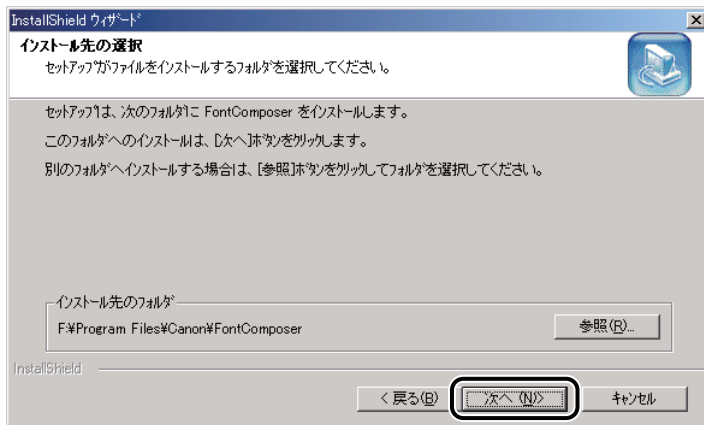 InstallShield ウィザード
インストール先の選択
セットアップがファイルをインストールするフォルダを選択してください。
セットアップは、次のフォルダに FontComposer をインストールします。
このフォルダへのインストールは、[次へ]ボタンをクリックします。
別のフォルダへインストールする場合は、[参照]ボタンをクリックしてフォルダを選択してください。
インストール先のフォルダ
F:¥Program Files¥Canon¥FontComposer
参照(R)...
InstallShield
< 戻る(B)
次へ (N)>
キャンセル